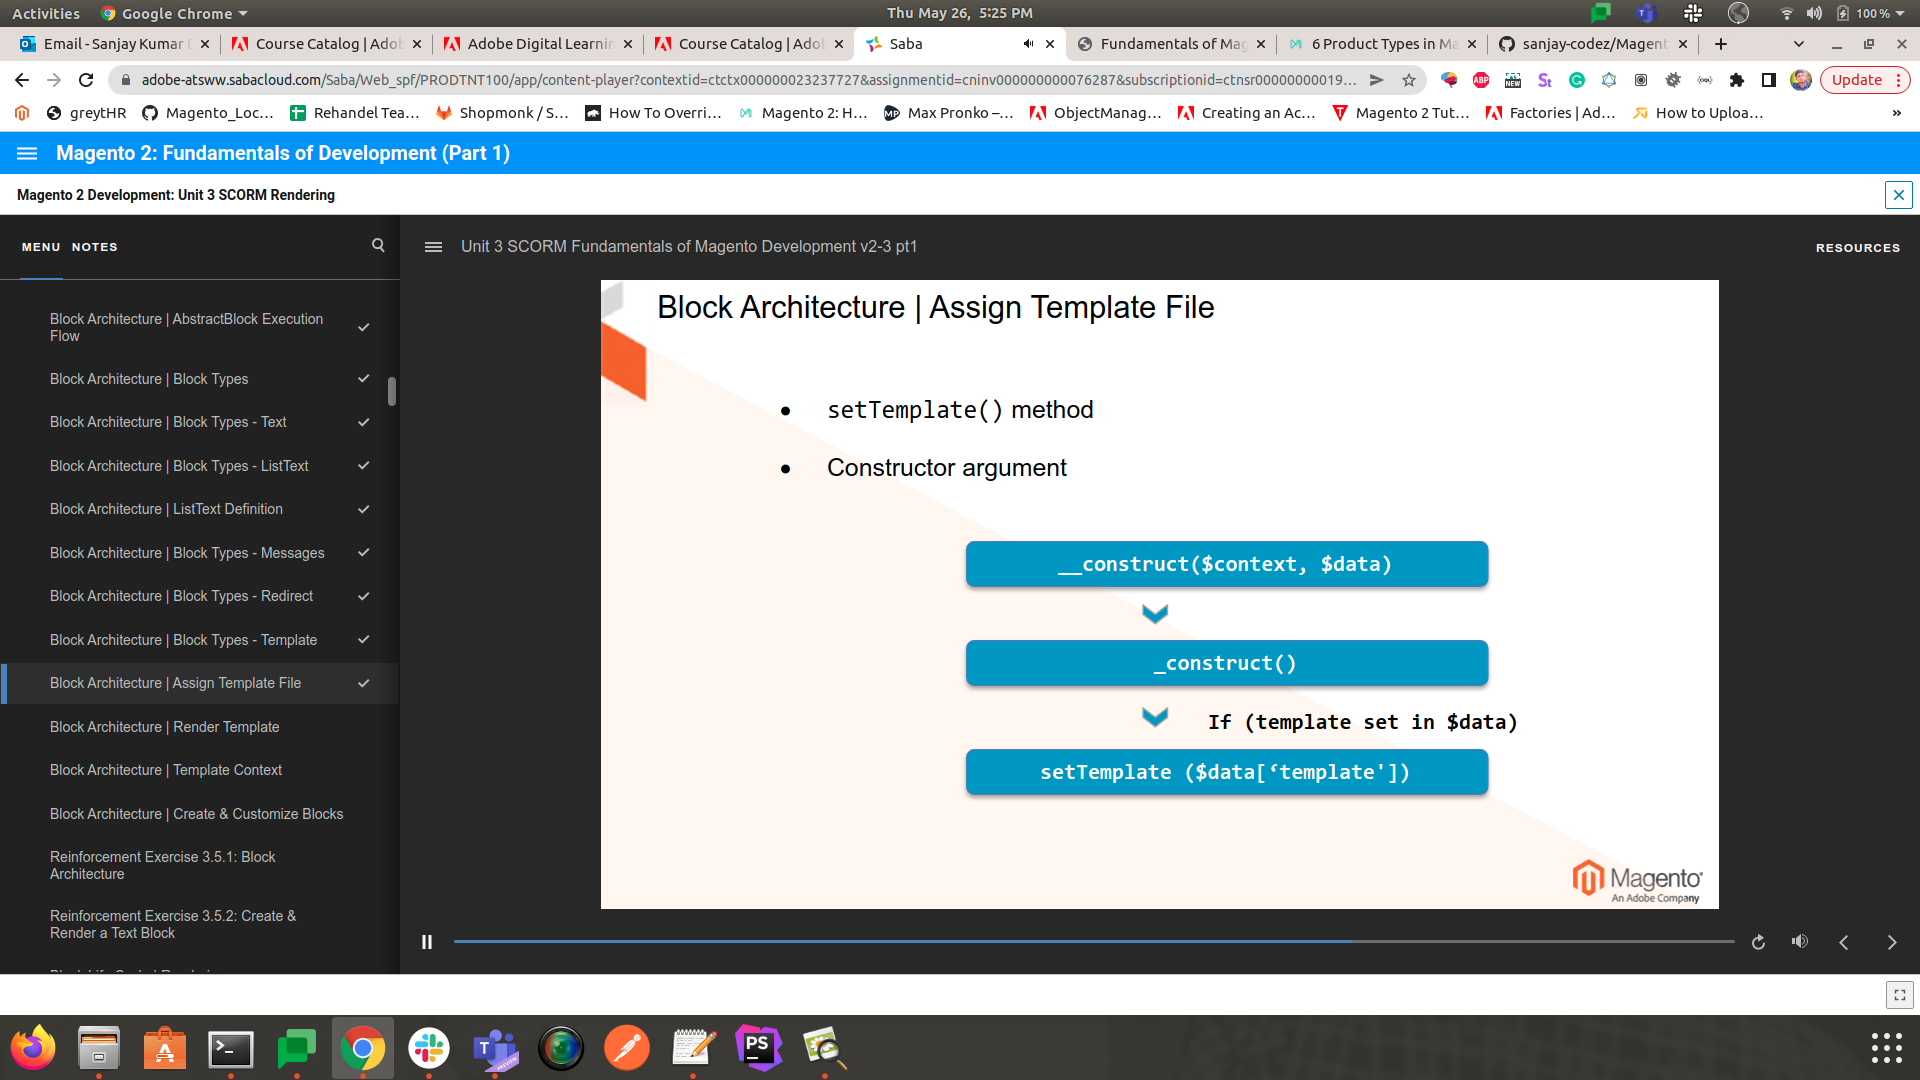 Activities
Google Chrome
Thu May 26, 5:25 PM
100 %
Email - Sanjay Kumar
Course Catalog | Adob
Adobe Digital Learnin
Course Catalog | Adob
Saba
Fundamentals of Mag
6 Product Types in Ma
sanjay-codez/Magent
adobe-atsww.sabacloud.com/Saba/Web_spf/PRODTNT100/app/content-player?contextid=ctctx000000023237727&assignmentid=cninv000000000076287&subscriptionid=ctnsr00000000019...
ABP
NEW
Update
greytHR
Magento_Loc...
Rehandel Tea...
Shopmonk / S...
How To Overri...
Magento 2: H...
Max Pronko –...
ObjectManag...
Creating an Ac...
Magento 2 Tut...
Factories | Ad...
How to Uploa...
»
Magento 2: Fundamentals of Development (Part 1)
Magento 2 Development: Unit 3 SCORM Rendering
MENU NOTES
Unit 3 SCORM Fundamentals of Magento Development v2-3 pt1
RESOURCES
Block Architecture | AbstractBlock Execution
Flow
Block Architecture | Block Types
Block Architecture | Block Types - Text
Block Architecture | Block Types - ListText
Block Architecture | ListText Definition
Block Architecture | Block Types - Messages
Block Architecture | Block Types - Redirect
Block Architecture | Block Types - Template
Block Architecture | Assign Template File
Block Architecture | Render Template
Block Architecture | Template Context
Block Architecture | Create & Customize Blocks
Reinforcement Exercise 3.5.1: Block
Architecture
Reinforcement Exercise 3.5.2: Create &
Render a Text Block
Block Architecture | Assign Template File
• setTemplate() method
• Constructor argument
__construct($context, $data)
_construct()
If (template set in $data)
setTemplate ($data[‘template'])
Magento
An Adobe Company
T
PREVIEW
PS